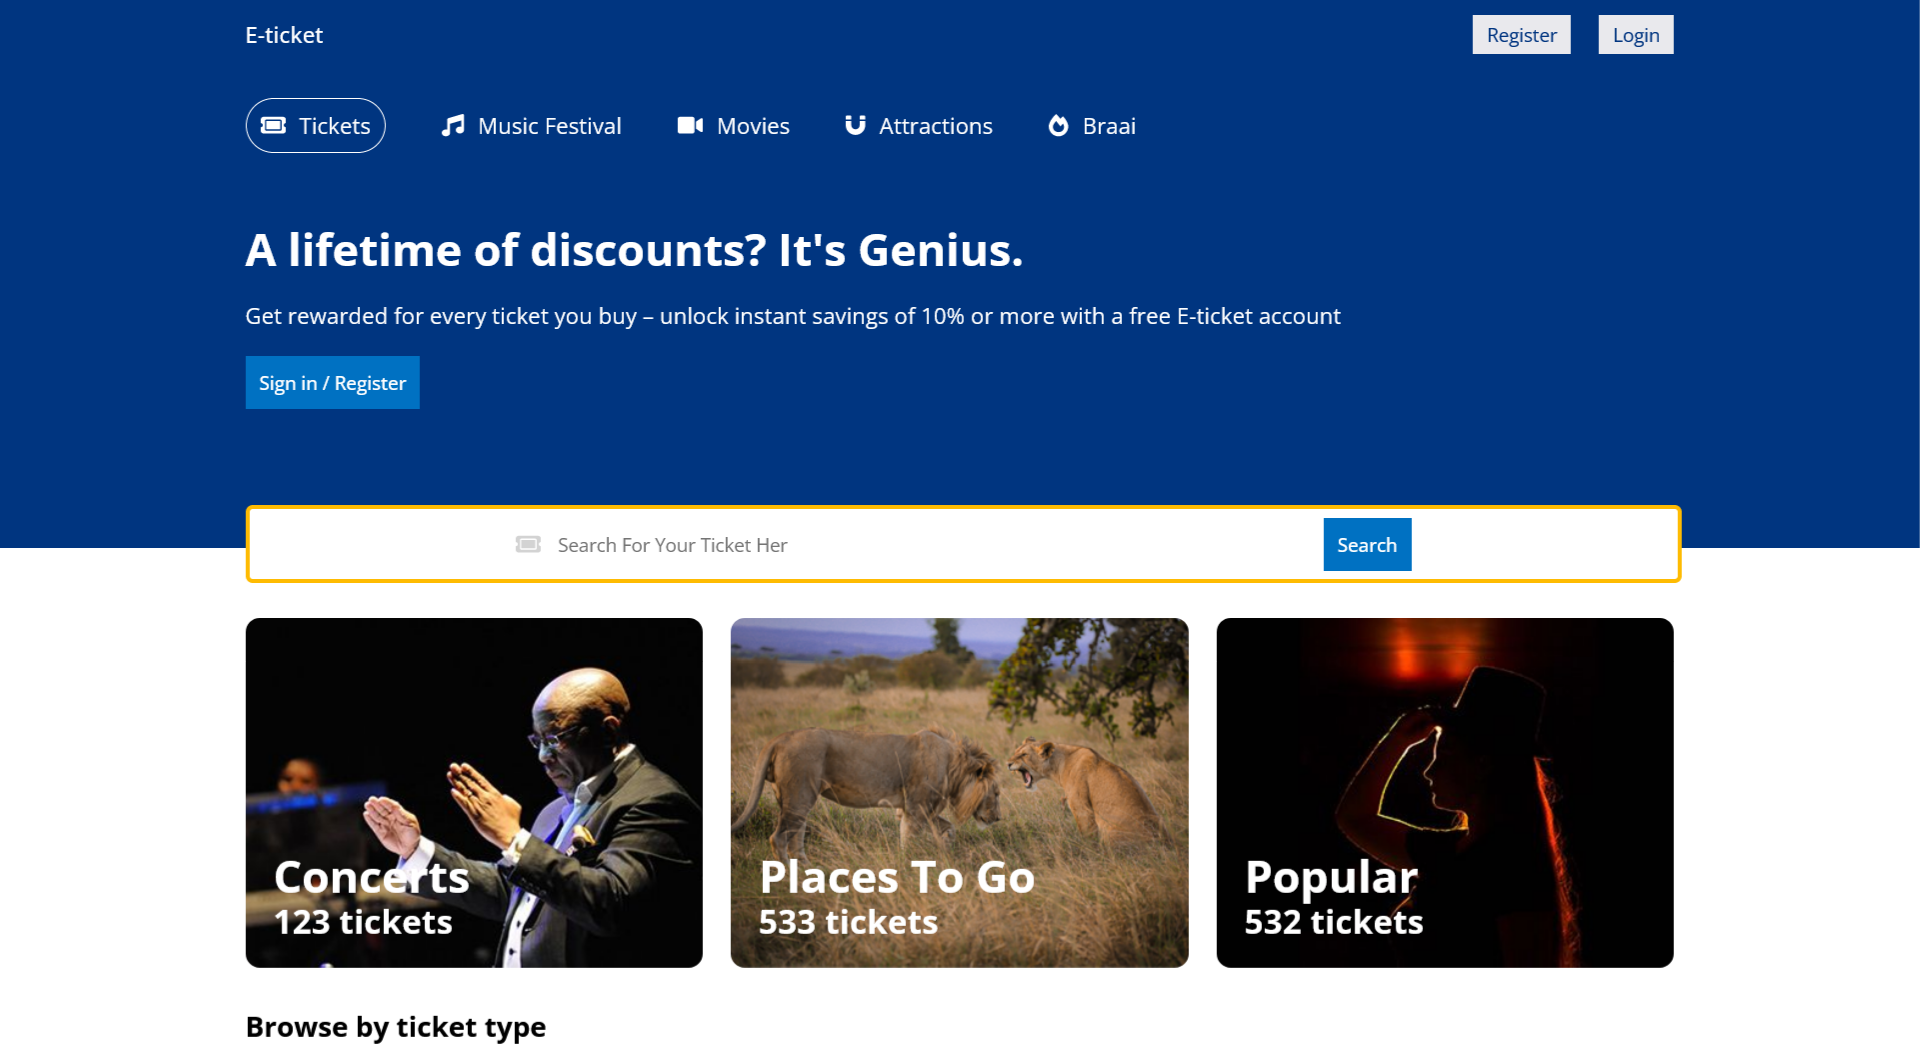 E-ticket
Register
Login
Tickets
Music Festival
Movies
Attractions
Braai
A lifetime of discounts? It's Genius.
Get rewarded for every ticket you buy – unlock instant savings of 10% or more with a free E-ticket account
Sign in / Register
Search For Your Ticket Her
Search
Concerts
123 tickets
Places To Go
533 tickets
Popular
532 tickets
Browse by ticket type